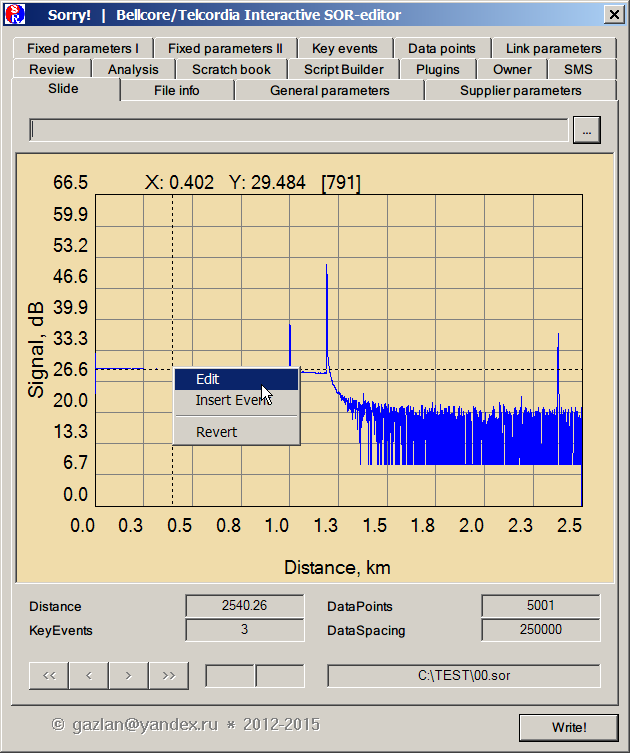 Sorry! | Bellcore/Telcordia Interactive SOR-editor
Fixed parameters I Fixed parameters II Key events Data points Link parameters
Review Analysis Scratch book Script Builder Plugins Owner SMS
Slide File info General parameters Supplier parameters
...
X: 0.402 Y: 29.484 [791]
66.5
59.9
53.2
46.6
39.9
33.3
26.6
20.0
13.3
6.7
0.0
Signal, dB
Edit
Insert Event
Revert
0.0 0.3 0.5 0.8 1.0 1.3 1.5 1.8 2.0 2.3 2.5
Distance, km
Distance 2540.26 DataPoints 5001
KeyEvents 3 DataSpacing 250000
<< < > >> C:\TEST\00.sor
© gazlan@yandex.ru * 2012-2015
Write!